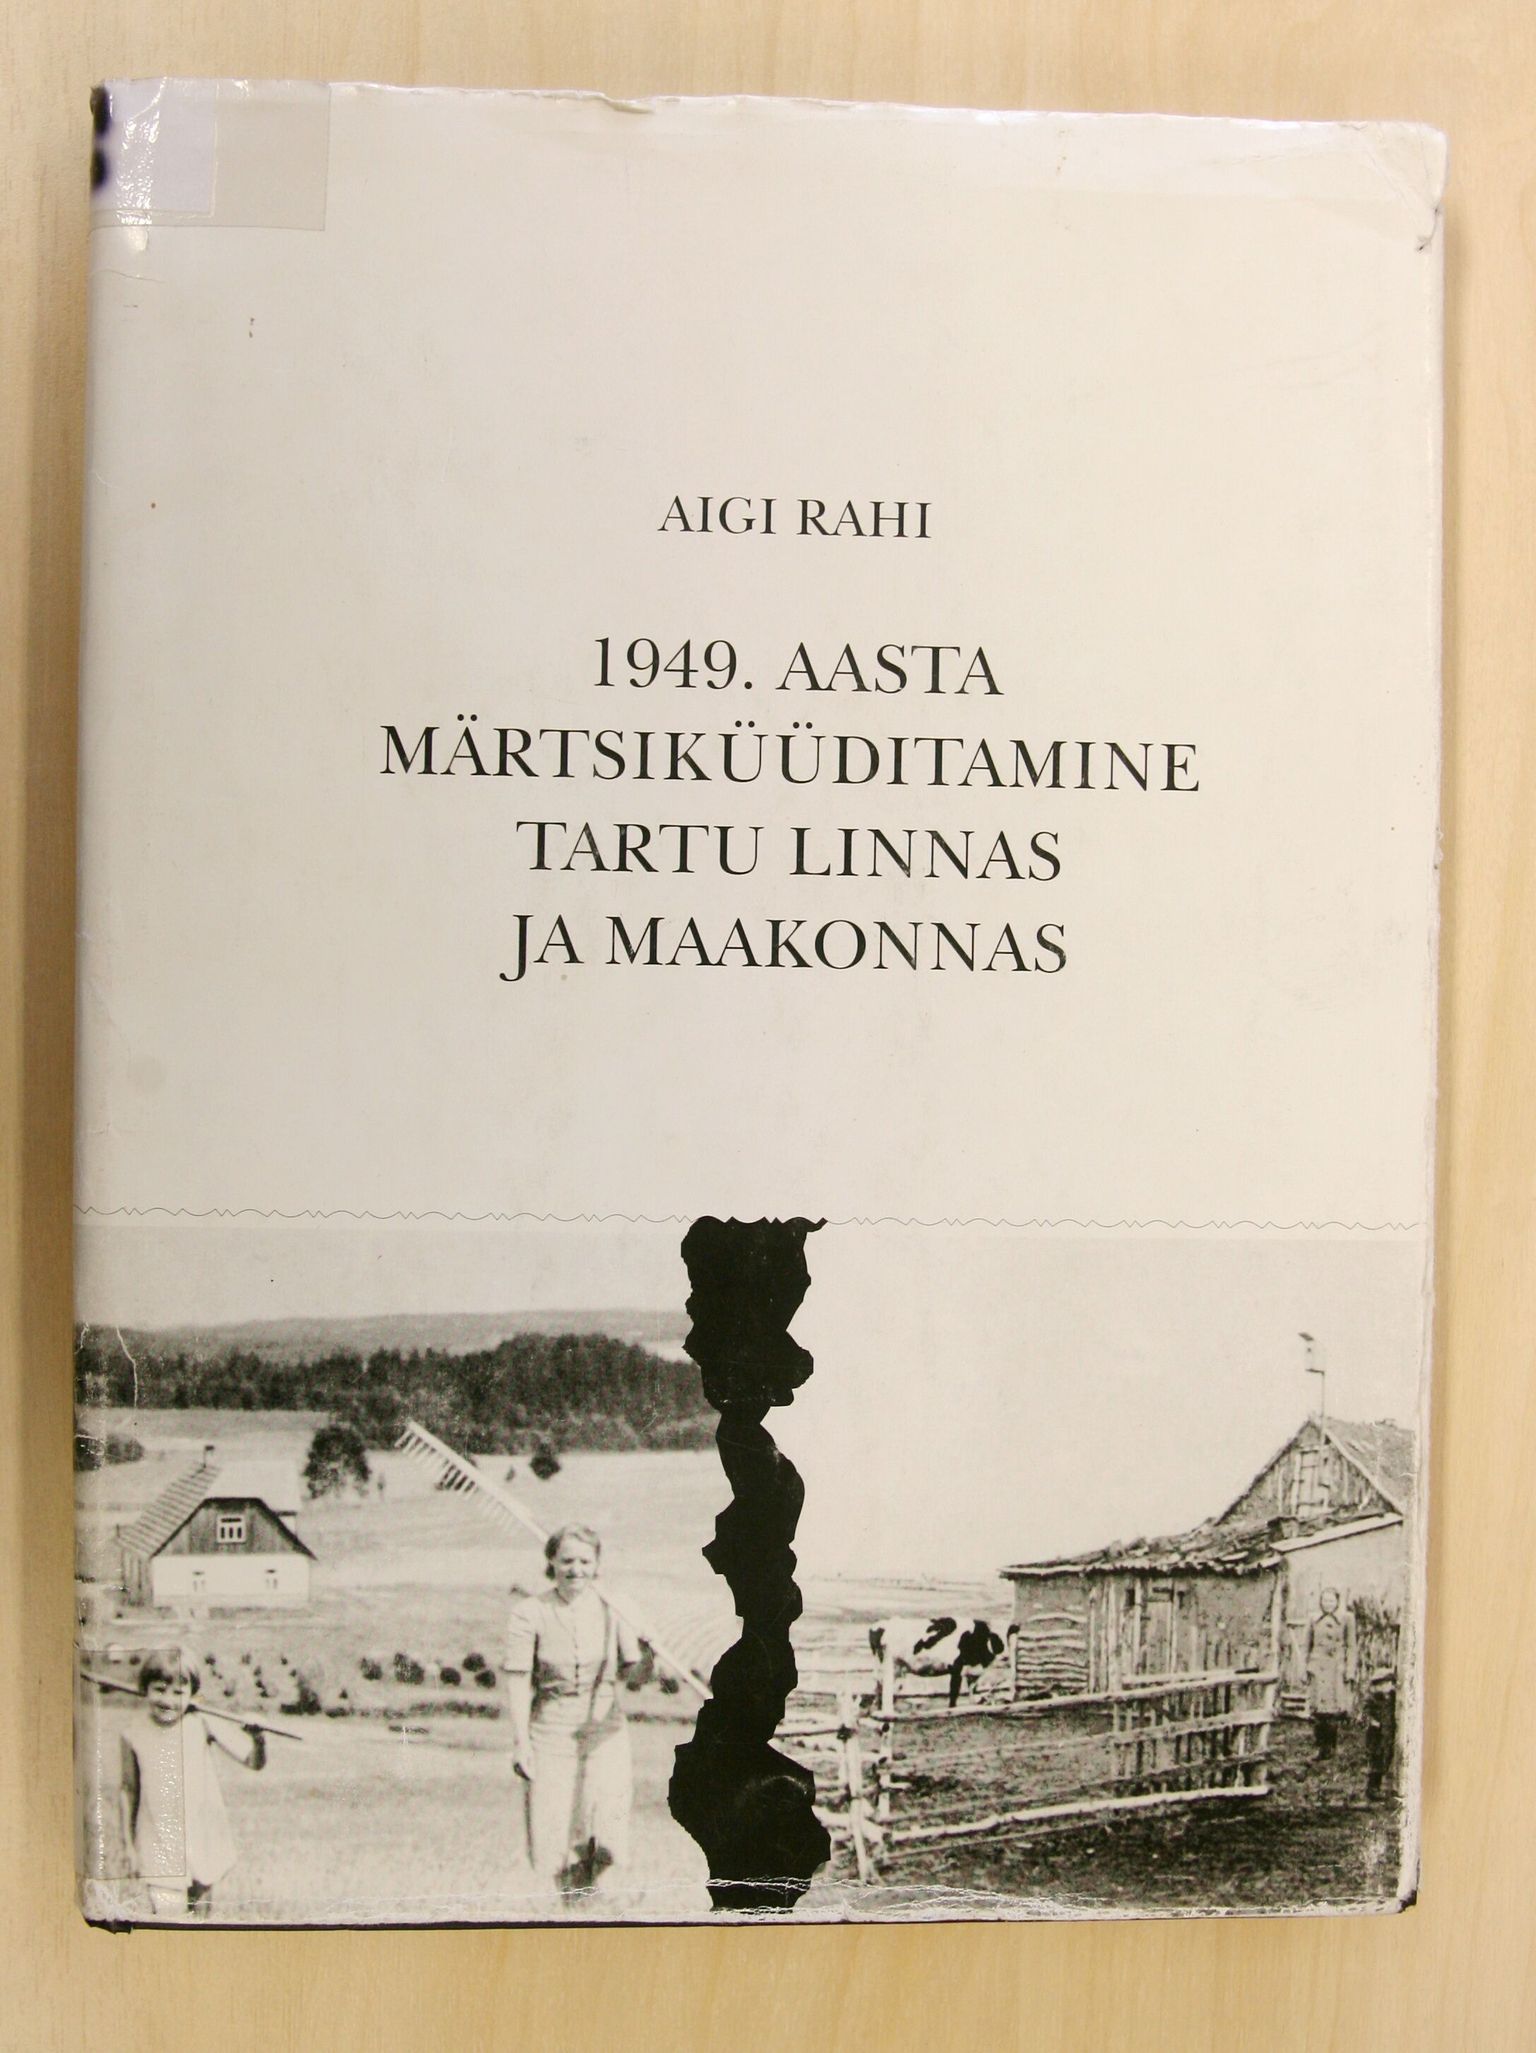 AIGI RAHI
1949. AASTA
MÄRTSIKÜÜDITAMINE
TARTU LINNAS
JA MAAKONNAS